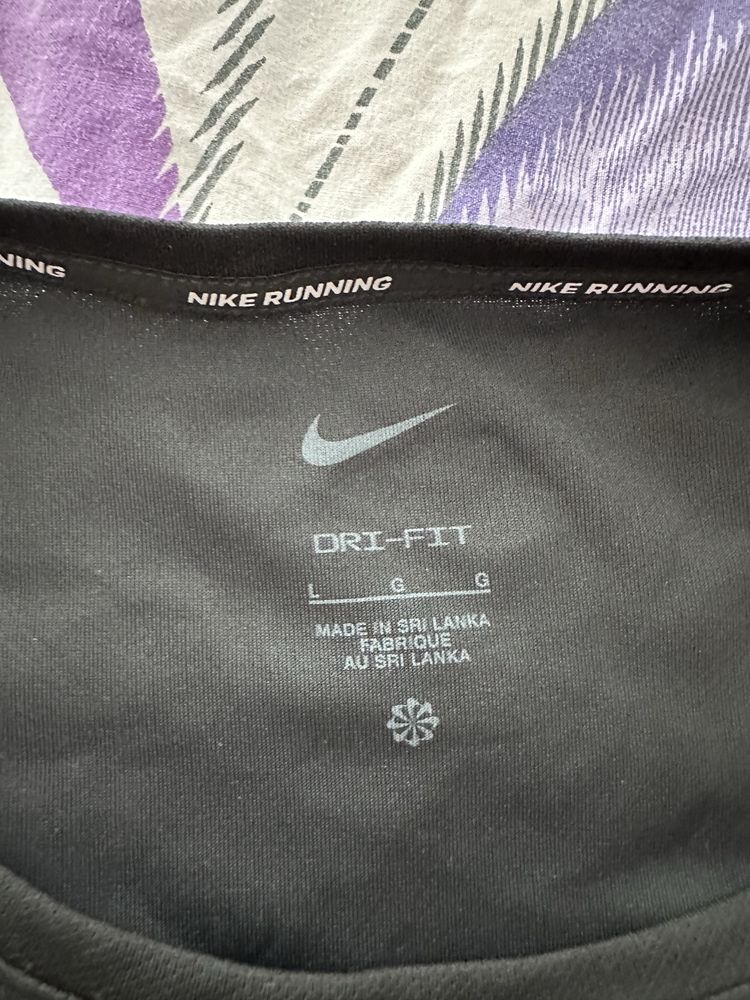 NING NIKE RUNNING NIKE RUNNING
DRI-FIT
L G G
MADE IN SRI LANKA
FABRIQUE
AU SRI LANKA